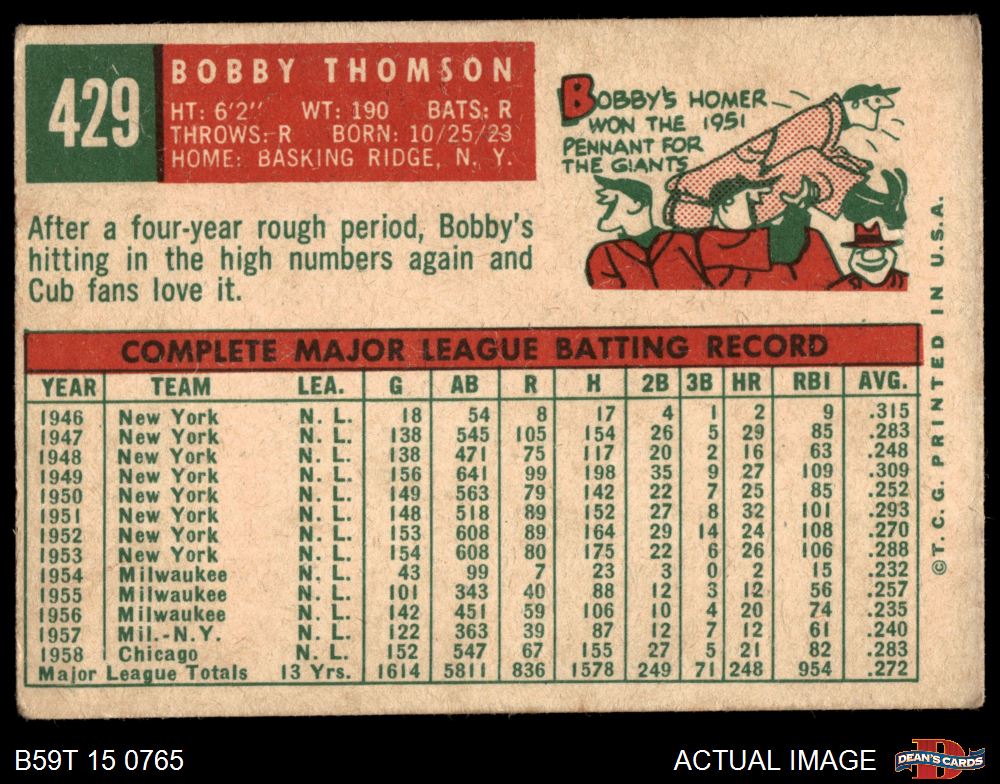 429
BOBBY THOMSON
HT: 6'2" WT: 190 BATS: R
THROWS: R BORN: 10/25/23
HOME: BASKING RIDGE, N. Y.
BOBBY'S HOMER
WON THE 1951
PENNANT FOR
THE GIANTS
After a four-year rough period, Bobby's
hitting in the high numbers again and
Cub fans love it.
COMPLETE MAJOR LEAGUE BATTING RECORD
YEAR TEAM LEA. G AB R H 2B 3B HR RBI AVG.
1946 New York N. L. 18 54 8 17 4 1 2 9 .315
1947 New York N. L. 138 545 105 154 26 5 29 85 .283
1948 New York N. L. 138 471 75 117 20 2 16 63 .248
1949 New York N. L. 156 641 99 198 35 9 27 109 .309
1950 New York N. L. 149 563 79 142 22 7 25 85 .252
1951 New York N. L. 148 518 89 152 27 8 32 101 .293
1952 New York N. L. 153 608 89 164 29 14 24 108 .270
1953 New York N. L. 154 608 80 175 22 6 26 106 .288
1954 Milwaukee N. L. 43 99 7 23 3 0 2 15 .232
1955 Milwaukee N. L. 101 343 40 88 12 3 12 56 .257
1956 Milwaukee N. L. 142 451 59 106 10 4 20 74 .235
1957 Mil.-N.Y. N. L. 122 363 39 87 12 7 12 61 .240
1958 Chicago N. L. 152 547 67 155 27 5 21 82 .283
Major League Totals 13 Yrs. 1614 5811 836 1578 249 71 248 954 .272
©T. C. G. PRINTED IN U.S.A.
B59T 15 0765
ACTUAL IMAGE
DEAN'S CARDS